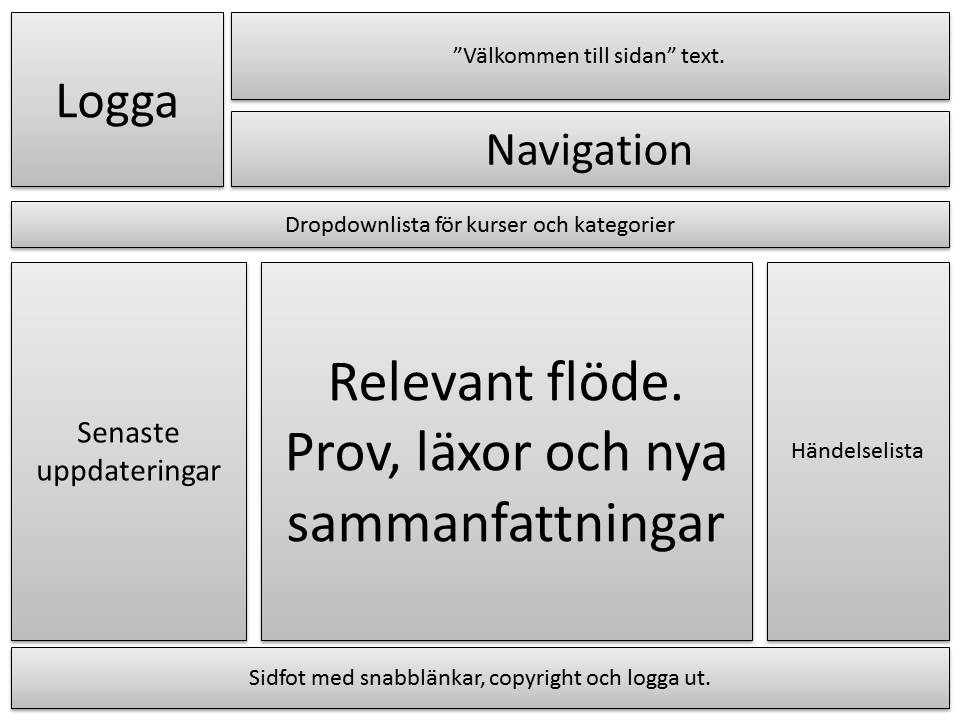 Logga
”Välkommen till sidan” text.
Navigation
Dropdownlista för kurser och kategorier
Senaste
uppdateringar
Relevant flöde.
Prov, läxor och nya
sammanfattningar
Händelselista
Sidfot med snabblänkar, copyright och logga ut.